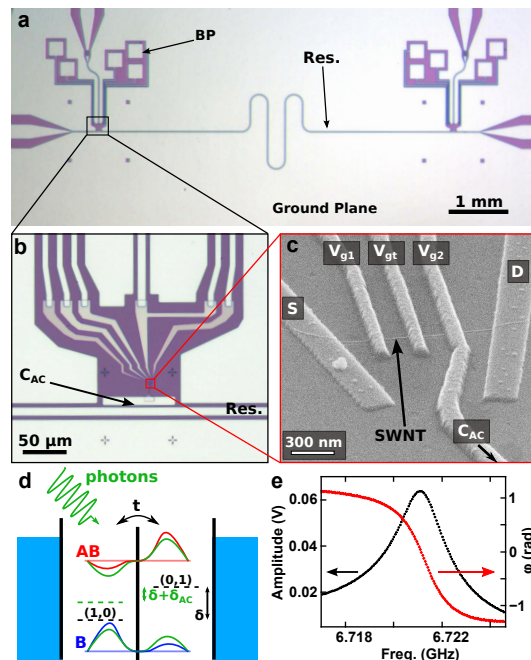 a
BP
Res.
Ground Plane
1 mm
b
C_AC
Res.
50 μm
c
V_g1 V_gt V_g2
D
S
SWNT
300 nm
C_AC
d
photons
t
AB
(0,1)
δ+δ_AC
(1,0)
δ
B
e
0.06
0.04
0.02
Amplitude (V)
1
0
−1
φ (rad)
6.718 6.722
Freq. (GHz)